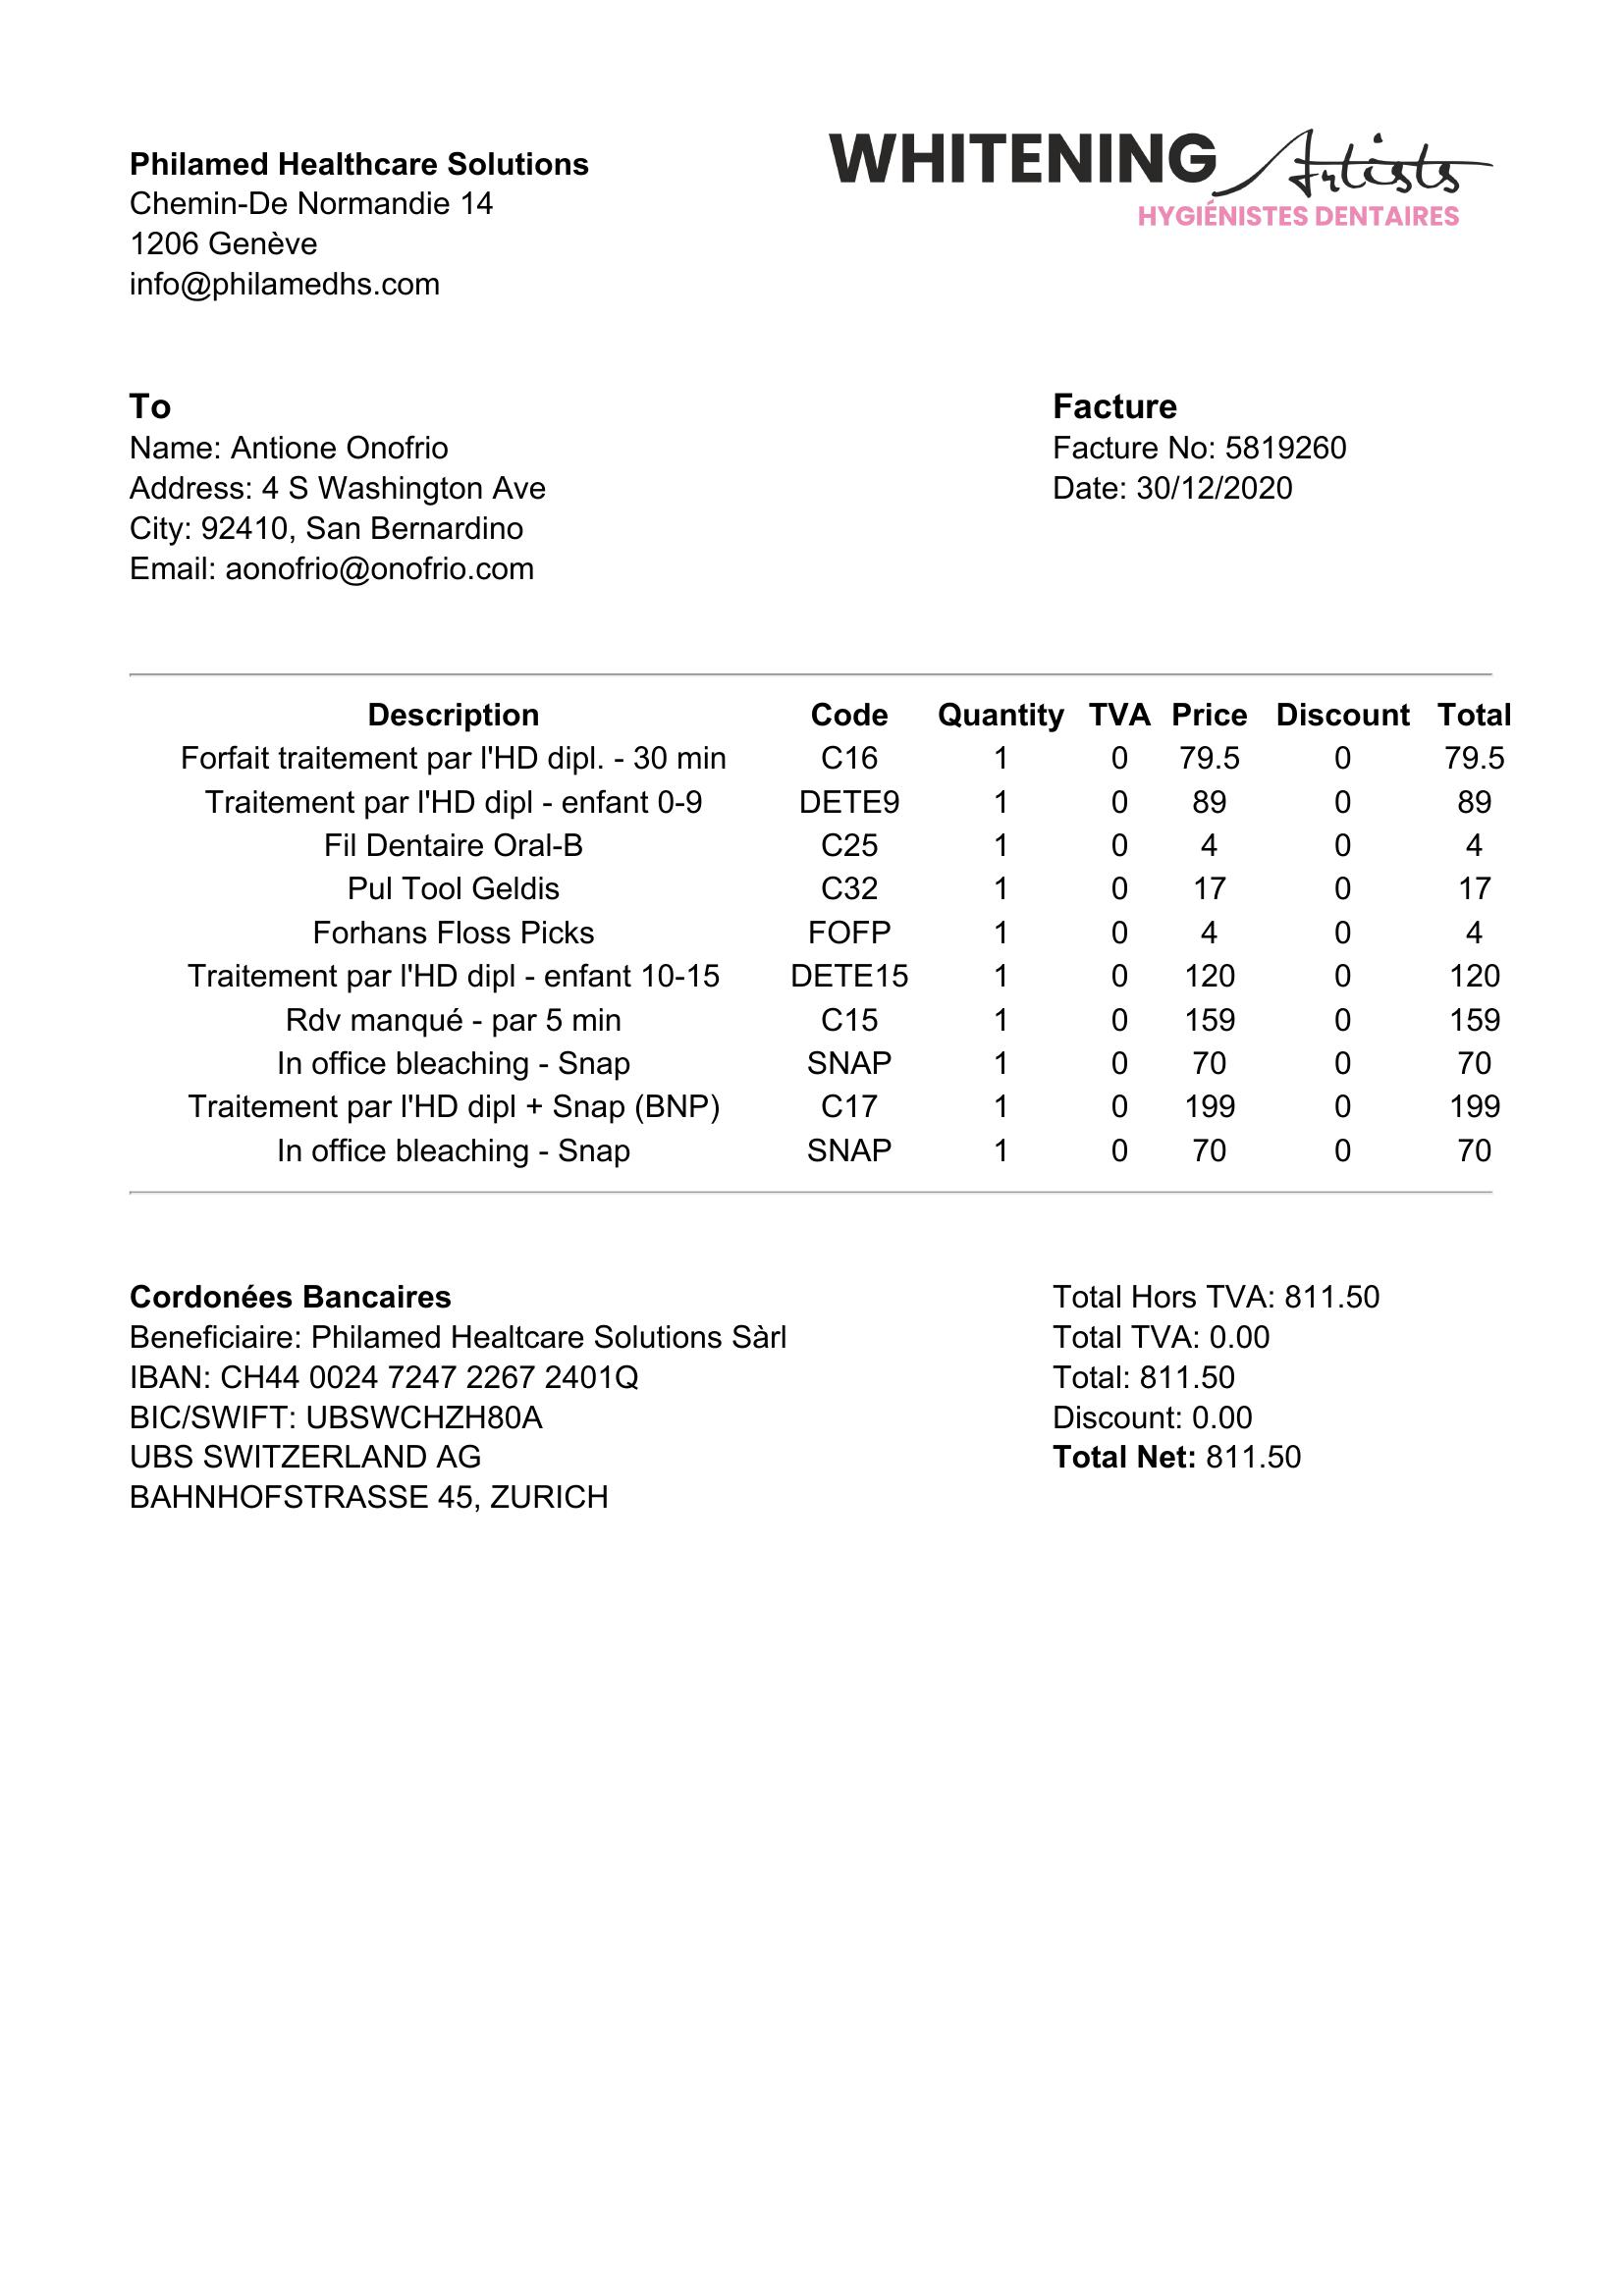 Philamed Healthcare Solutions
Chemin-De Normandie 14
1206 Genève
info@philamedhs.com
WHITENING Artists
HYGIÉNISTES DENTAIRES
To
Name: Antione Onofrio
Address: 4 S Washington Ave
City: 92410, San Bernardino
Email: aonofrio@onofrio.com
Facture
Facture No: 5819260
Date: 30/12/2020
Description Code Quantity TVA Price Discount Total
Forfait traitement par l'HD dipl. - 30 min C16 1 0 79.5 0 79.5
Traitement par l'HD dipl - enfant 0-9 DETE9 1 0 89 0 89
Fil Dentaire Oral-B C25 1 0 4 0 4
Pul Tool Geldis C32 1 0 17 0 17
Forhans Floss Picks FOFP 1 0 4 0 4
Traitement par l'HD dipl - enfant 10-15 DETE15 1 0 120 0 120
Rdv manqué - par 5 min C15 1 0 159 0 159
In office bleaching - Snap SNAP 1 0 70 0 70
Traitement par l'HD dipl + Snap (BNP) C17 1 0 199 0 199
In office bleaching - Snap SNAP 1 0 70 0 70
Cordonées Bancaires
Beneficiaire: Philamed Healtcare Solutions Sàrl
IBAN: CH44 0024 7247 2267 2401Q
BIC/SWIFT: UBSWCHZH80A
UBS SWITZERLAND AG
BAHNHOFSTRASSE 45, ZURICH
Total Hors TVA: 811.50
Total TVA: 0.00
Total: 811.50
Discount: 0.00
Total Net: 811.50